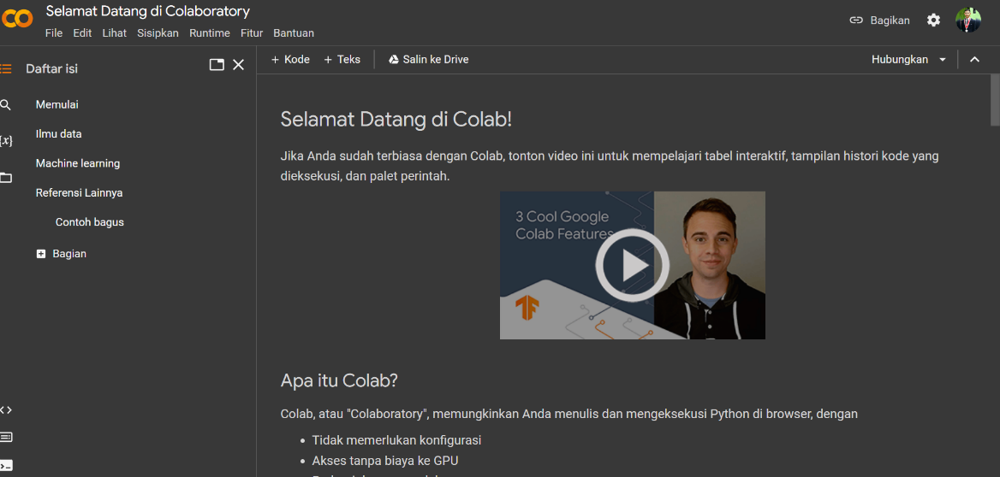 Selamat Datang di Colaboratory
File Edit Lihat Sisipkan Runtime Fitur Bantuan
Bagikan
Daftar isi
Memulai
Ilmu data
Machine learning
Referensi Lainnya
Contoh bagus
Bagian
+ Kode + Teks Salin ke Drive
Hubungkan
Selamat Datang di Colab!
Jika Anda sudah terbiasa dengan Colab, tonton video ini untuk mempelajari tabel interaktif, tampilan histori kode yang
dieksekusi, dan palet perintah.
3 Cool Google
Colab Features
Apa itu Colab?
Colab, atau "Colaboratory", memungkinkan Anda menulis dan mengeksekusi Python di browser, dengan
• Tidak memerlukan konfigurasi
• Akses tanpa biaya ke GPU